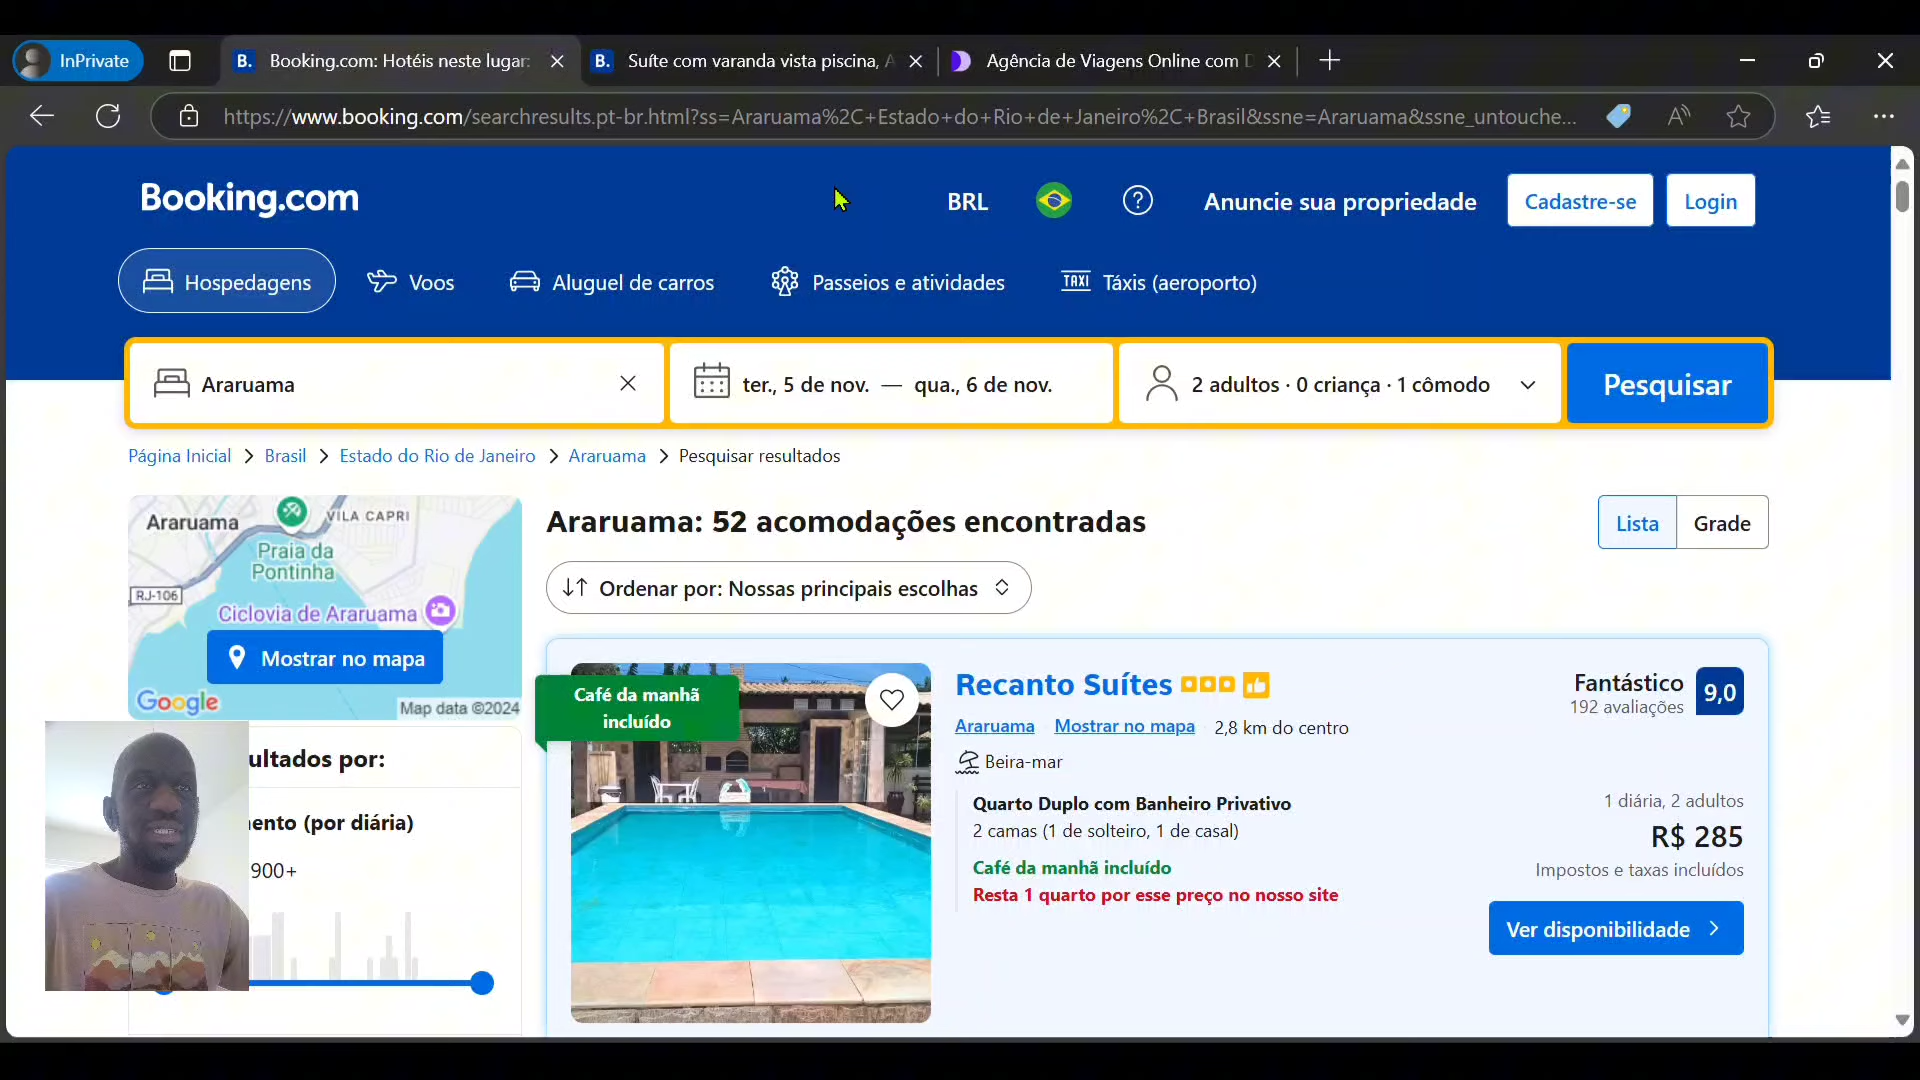 InPrivate
B. Booking.com: Hotéis neste lugar:
B. Suíte com varanda vista piscina, A
Agência de Viagens Online com D
https://www.booking.com/searchresults.pt-br.html?ss=Araruama%2C+Estado+do+Rio+de+Janeiro%2C+Brasil&ssne=Araruama&ssne_untouche...
Booking.com
BRL
Anuncie sua propriedade
Cadastre-se
Login
Hospedagens
Voos
Aluguel de carros
Passeios e atividades
TAXI Táxis (aeroporto)
Araruama
ter., 5 de nov. — qua., 6 de nov.
2 adultos · 0 criança · 1 cômodo
Pesquisar
Página Inicial > Brasil > Estado do Rio de Janeiro > Araruama > Pesquisar resultados
Araruama
VILA CAPRI
Praia da
Pontinha
RJ-106
Ciclovia de Araruama
Mostrar no mapa
Google
Map data ©2024
ultados por:
ento (por diária)
900+
Araruama: 52 acomodações encontradas
Lista
Grade
Ordenar por: Nossas principais escolhas
Café da manhã
incluído
Recanto Suítes
Araruama Mostrar no mapa 2,8 km do centro
Beira-mar
Quarto Duplo com Banheiro Privativo
2 camas (1 de solteiro, 1 de casal)
Café da manhã incluído
Resta 1 quarto por esse preço no nosso site
Fantástico
192 avaliações
9,0
1 diária, 2 adultos
R$ 285
Impostos e taxas incluídos
Ver disponibilidade